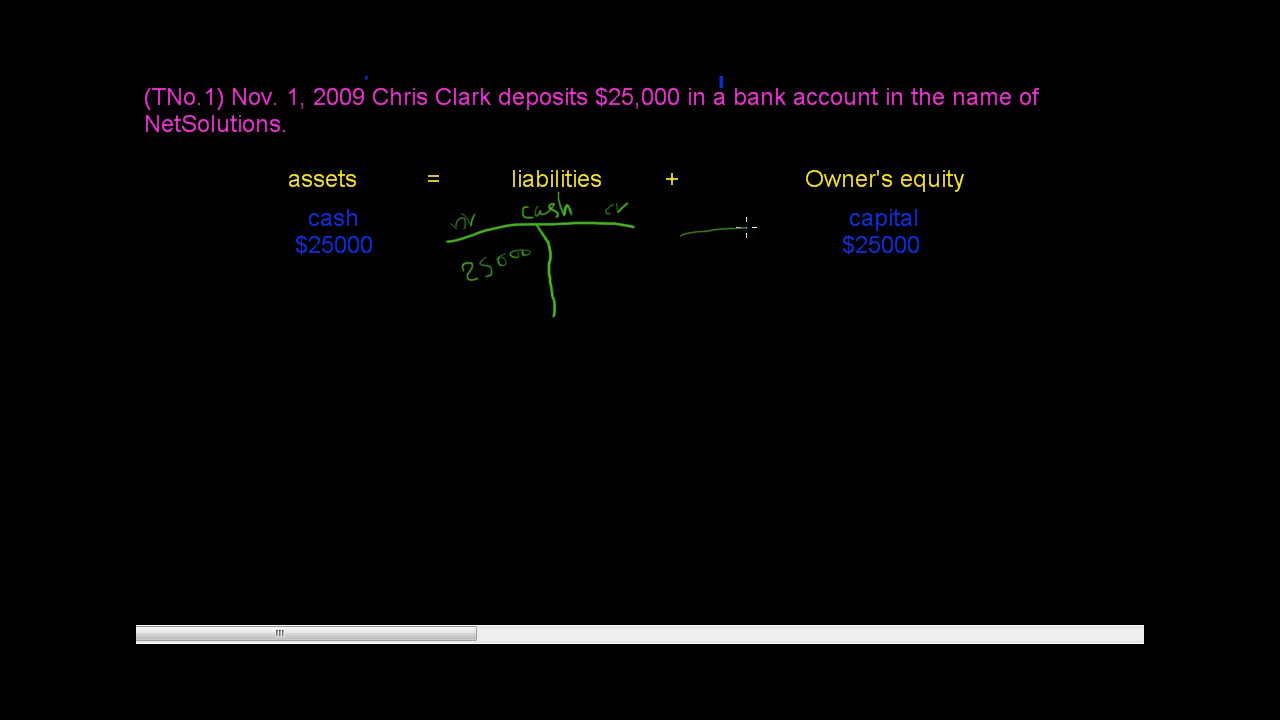 (TNo.1) Nov. 1, 2009 Chris Clark deposits $25,000 in a bank account in the name of
NetSolutions.
assets = liabilities + Owner's equity
cash capital
$25000 $25000
cash cr
25000